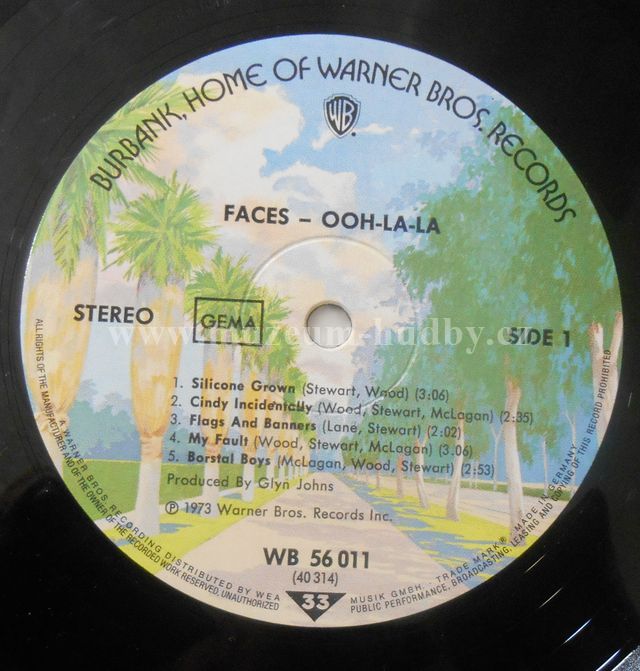 BURBANK, HOME OF WARNER BROS. RECORDS
WB
FACES – OOH-LA-LA
STEREO
GEMA
SIDE 1
1. Silicone Grown (Stewart, Wood) (3:06)
2. Cindy Incidentally (Wood, Stewart, McLagan) (2:35)
3. Flags And Banners (Lane, Stewart) (2:02)
4. My Fault (Wood, Stewart, McLagan) (3:06)
5. Borstal Boys (McLagan, Wood, Stewart) (2:53)
Produced by Glyn Johns
℗ 1973 Warner Bros. Records Inc.
WB 56 011
(40 314)
33
ALL RIGHTS OF THE MANUFACTURER AND OF THE OWNER OF THE RECORDED WORK RESERVED. UNAUTHORIZED PUBLIC PERFORMANCE, BROADCASTING, LEASING AND COPYING OF THIS RECORD PROHIBITED
A WARNER BROS. RECORDING DISTRIBUTED BY WEA MUSIK GMBH. TRADE MARK® MADE IN GERMANY